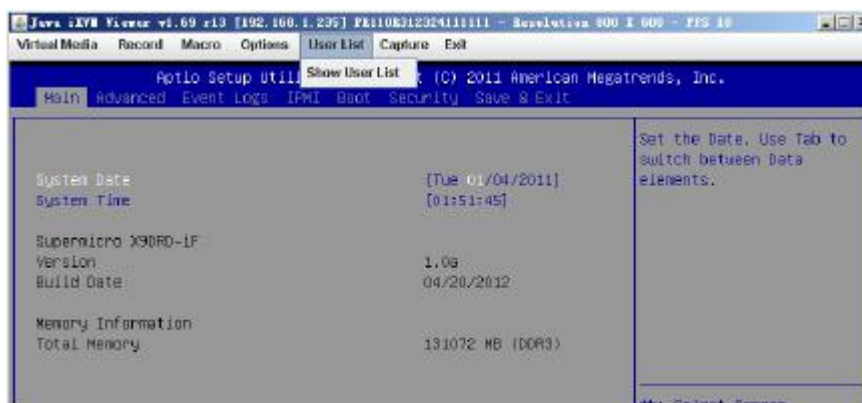 Java iKVM Viewer v1.69 r13 [192.168.1.235] - Resolution 800 X 600 - FPS 10
Virtual Media Record Macro Options User List Capture Exit
Show User List
Aptio Setup (C) 2011 American Megatrends, Inc.
Main Advanced Event Logs IPMI Boot Security Save & Exit
Set the Date. Use Tab to
switch between Data
elements.
System Date [Tue 01/04/2011]
System Time [01:51:45]
Supermicro X9DRD-iF
Version 1.0a
Build Date 04/20/2012
Memory Information
Total Memory 131072 MB (DDR3)